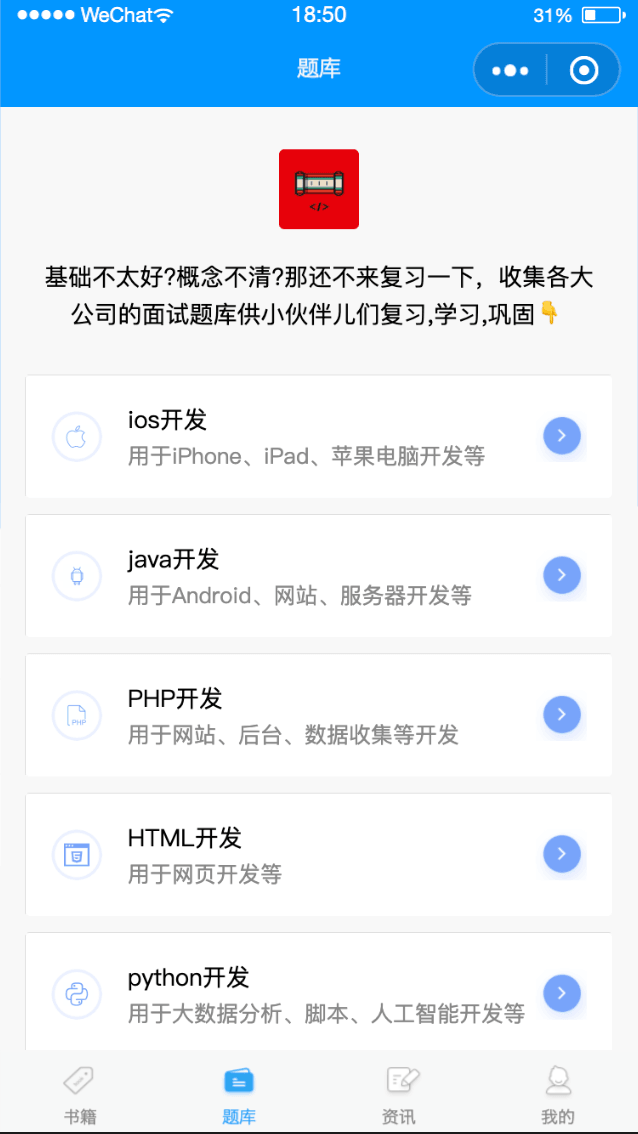 WeChat 18:50 31%
题库
</>
基础不太好?概念不清?那还不来复习一下，收集各大
公司的面试题库供小伙伴儿们复习,学习,巩固👇
ios开发
用于iPhone、iPad、苹果电脑开发等
java开发
用于Android、网站、服务器开发等
PHP
PHP开发
用于网站、后台、数据收集等开发
HTML开发
用于网页开发等
python开发
用于大数据分析、脚本、人工智能开发等
书籍 题库 资讯 我的